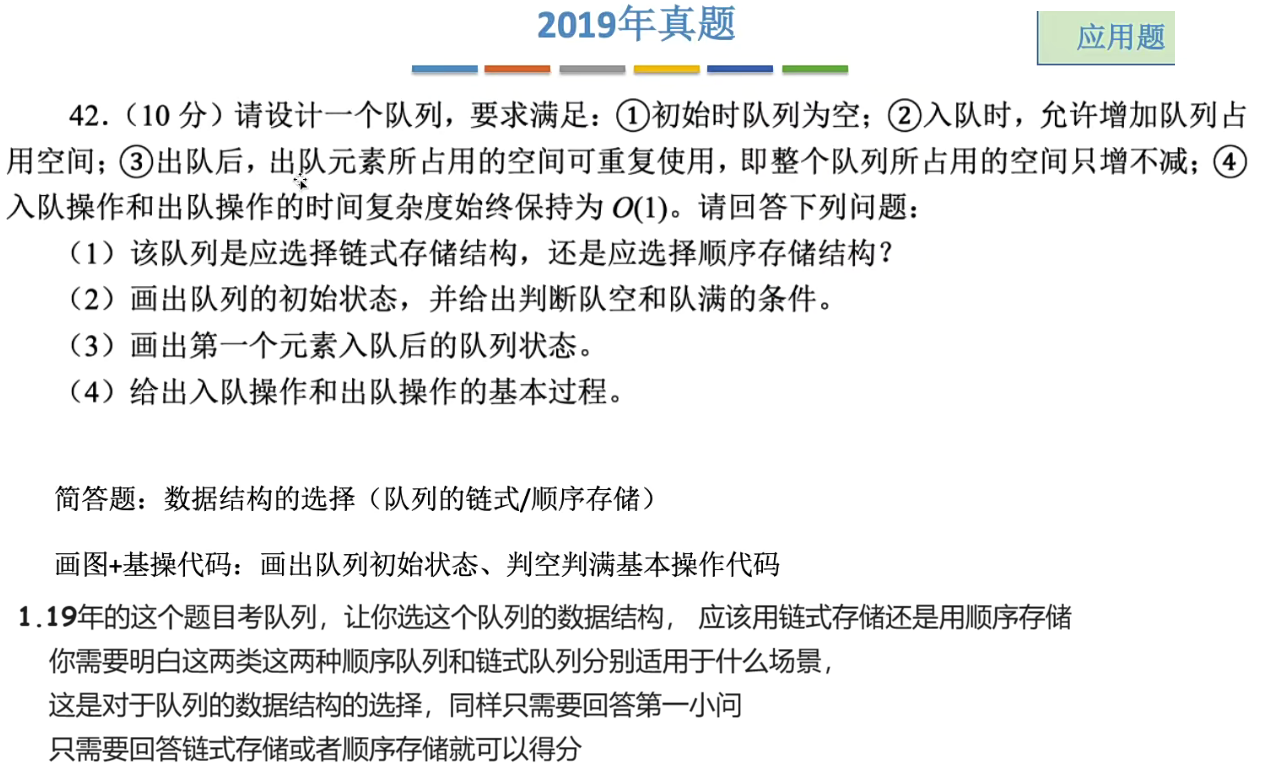 2019年真题
应用题
42.（10 分）请设计一个队列，要求满足：①初始时队列为空；②入队时，允许增加队列占
用空间；③出队后，出队元素所占用的空间可重复使用，即整个队列所占用的空间只增不减；④
入队操作和出队操作的时间复杂度始终保持为 O(1)。请回答下列问题：
（1）该队列是应选择链式存储结构，还是应选择顺序存储结构？
（2）画出队列的初始状态，并给出判断队空和队满的条件。
（3）画出第一个元素入队后的队列状态。
（4）给出入队操作和出队操作的基本过程。
简答题：数据结构的选择（队列的链式/顺序存储）
画图+基操代码：画出队列初始状态、判空判满基本操作代码
1.19年的这个题目考队列，让你选这个队列的数据结构， 应该用链式存储还是用顺序存储
你需要明白这两类这两种顺序队列和链式队列分别适用于什么场景，
这是对于队列的数据结构的选择，同样只需要回答第一小问
只需要回答链式存储或者顺序存储就可以得分